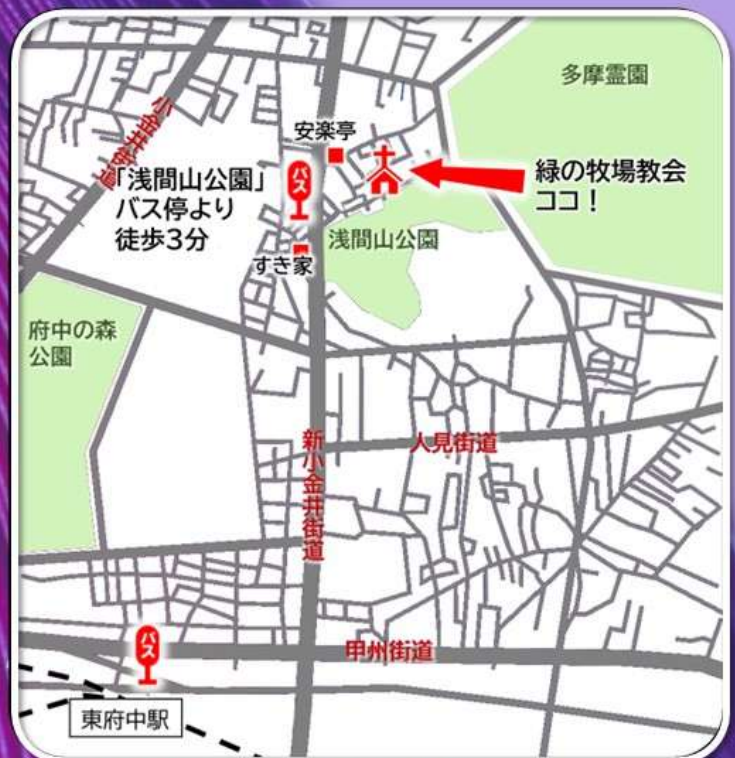 多摩霊園
小金井街道
安楽亭
バス
「浅間山公園」
バス停より
徒歩3分
緑の牧場教会
ココ!
浅間山公園
すき家
府中の森
公園
新小金井街道
人見街道
バス
甲州街道
東府中駅